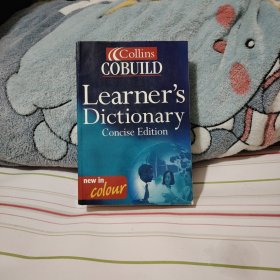 Collins
COBUILD
Learner's
Dictionary
Concise Edition
new in
colour